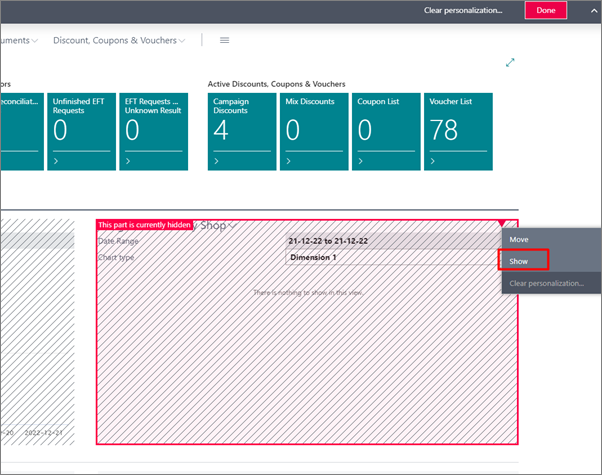 Clear personalization...
Done
uments
Discount, Coupons & Vouchers
ors
Active Discounts, Coupons & Vouchers
econciliat...
Unfinished EFT
Requests
0
EFT Requests ...
Unknown Result
0
Campaign
Discounts
4
Mix Discounts
0
Coupon List
0
Voucher List
78
This part is currently hidden
y Shop
Date Range
21-12-22 to 21-12-22
Chart type
Dimension 1
There is nothing to show in this view.
Move
Show
Clear personalization...
-20
2022-12-21